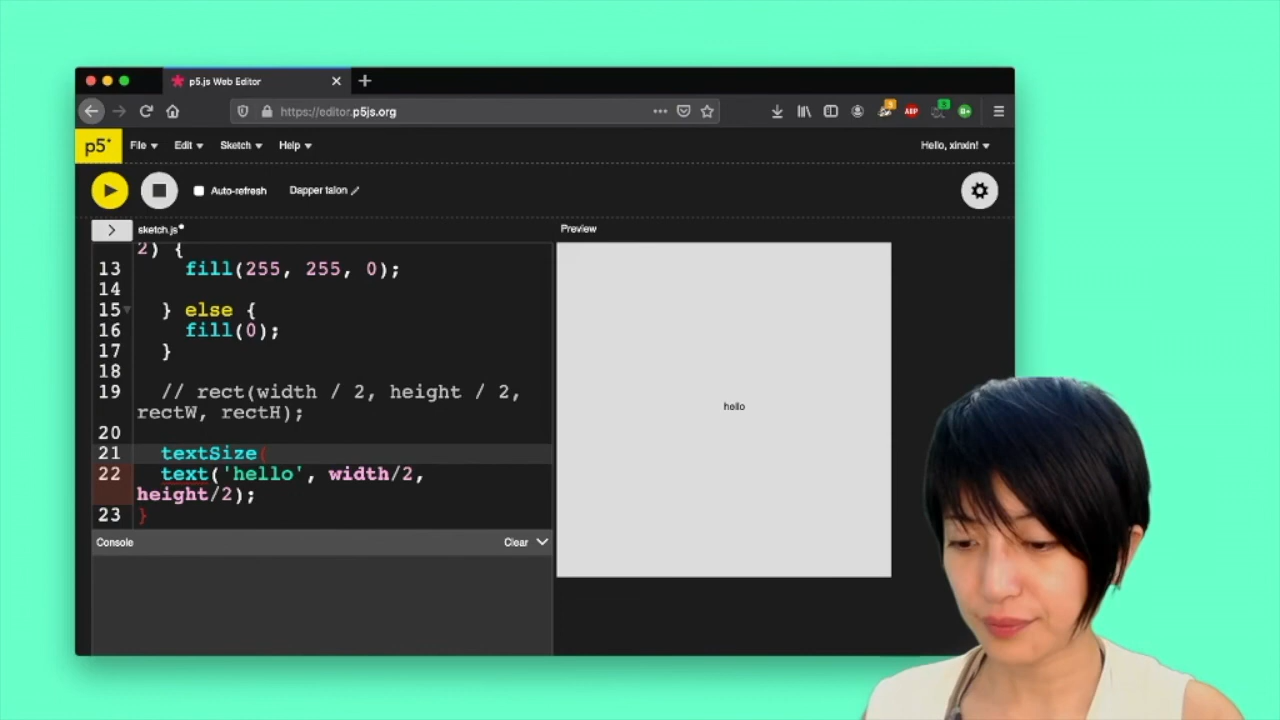 p5.js Web Editor
https://editor.p5js.org
p5*
File
Edit
Sketch
Help
Hello, xinxin!
Auto-refresh
Dapper talon
sketch.js
Preview
2) {
13 fill(255, 255, 0);
14
15 } else {
16 fill(0);
17 }
18
19 // rect(width / 2, height / 2,
rectW, rectH);
20
21 textSize(
22 text('hello', width/2,
height/2);
23 }
hello
Console
Clear
ABP